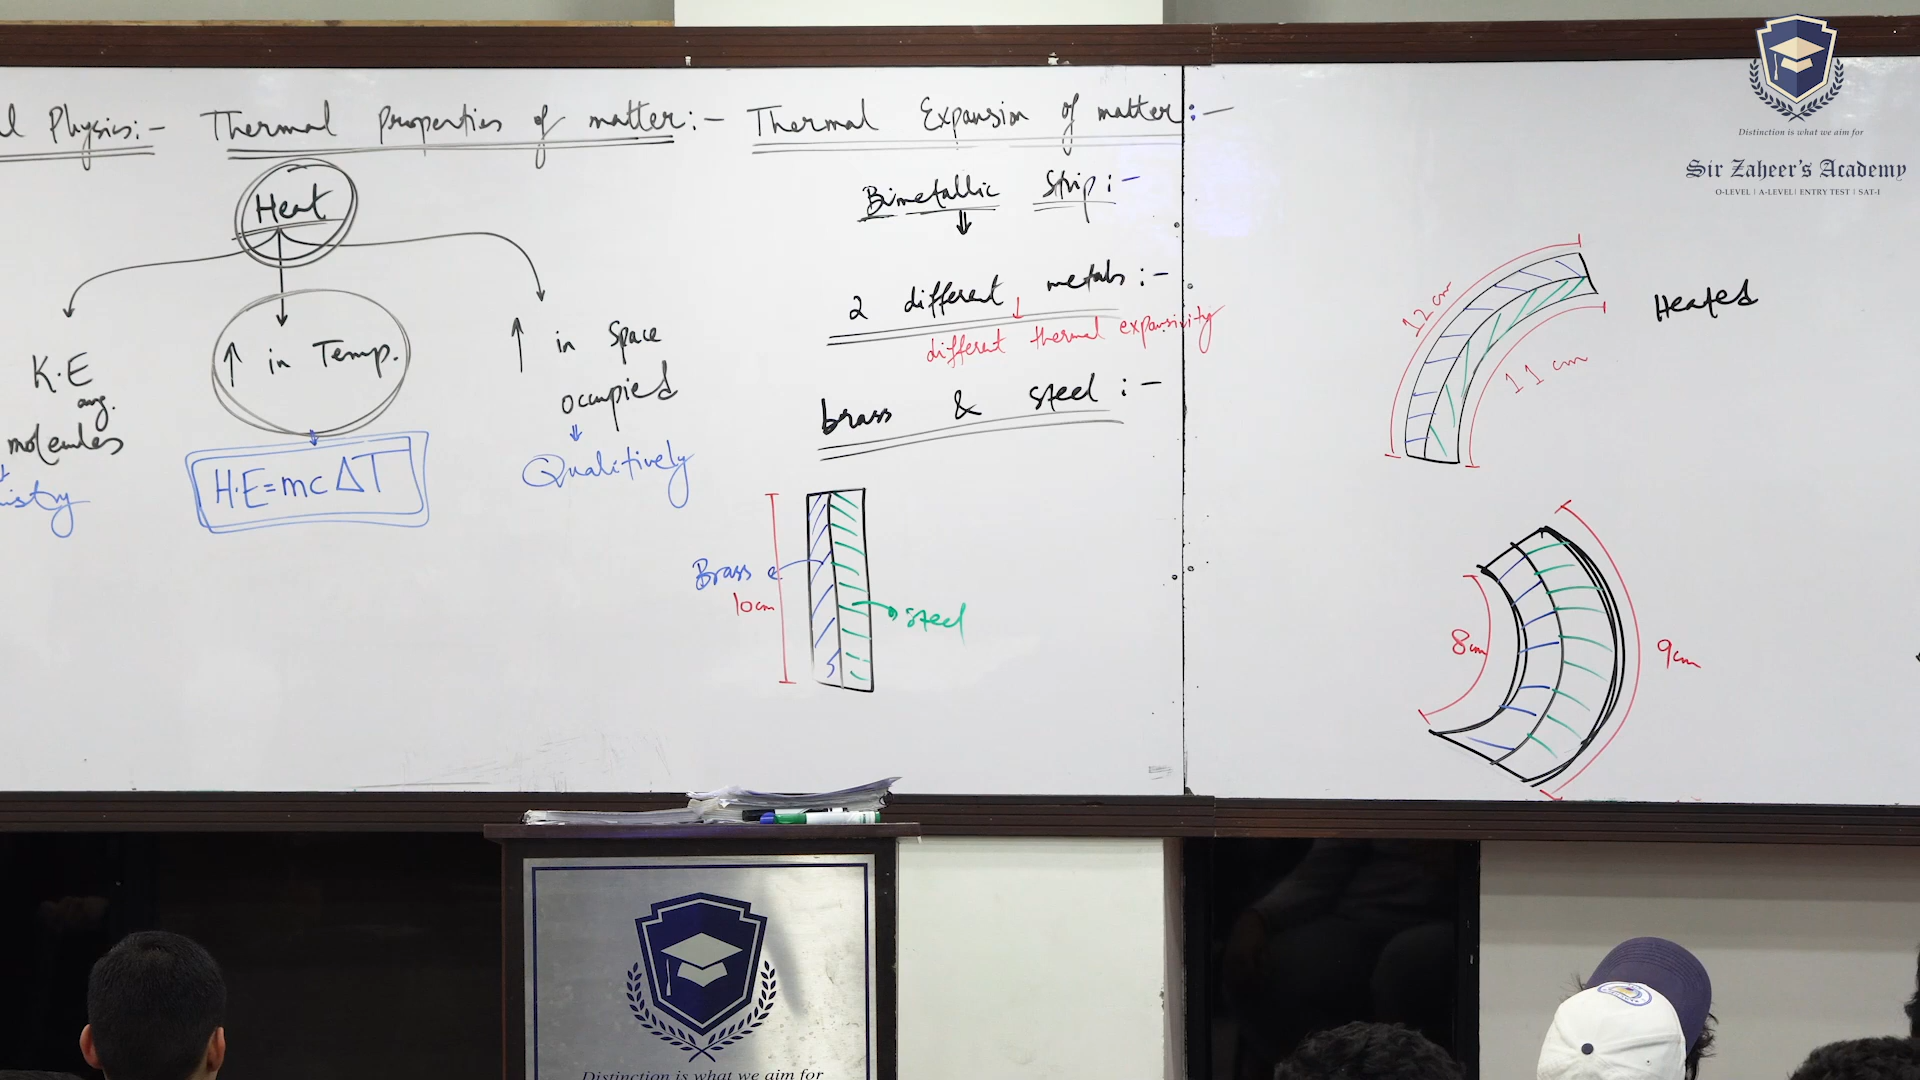 l Physics:-
Thermal properties of matter:-
Heat
K.E
avg.
molecules
istry
↑ in Temp.
H.E=mcΔT
↑ in Space
occupied
Qualitively
Thermal Expansion of matter:-
Bimetallic Strip:-
2 different metals:-
different thermal expansivity
brass & steel:-
Brass
10cm
steel
12 cm
11 cm
Heated
8cm
9cm
Distinction is what we aim for
Sir Zaheer's Academy
O-LEVEL | A-LEVEL | ENTRY TEST | SAT-I
Distinction is what we aim for